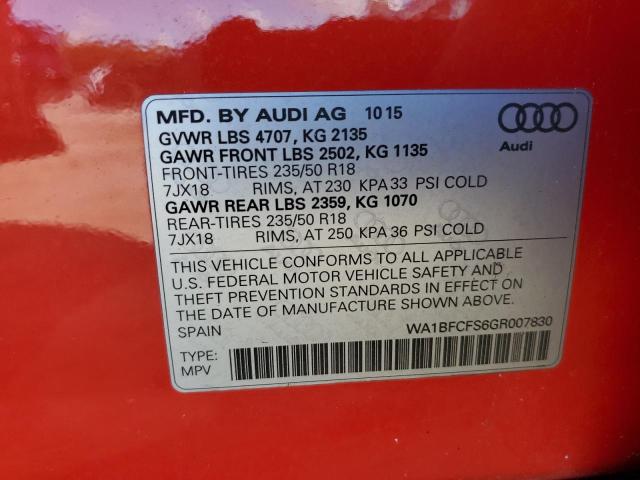 MFD. BY AUDI AG 10 15
GVWR LBS 4707, KG 2135
GAWR FRONT LBS 2502, KG 1135
FRONT-TIRES 235/50 R18
7JX18 RIMS, AT 230 KPA 33 PSI COLD
GAWR REAR LBS 2359, KG 1070
REAR-TIRES 235/50 R18
7JX18 RIMS, AT 250 KPA 36 PSI COLD
Audi
THIS VEHICLE CONFORMS TO ALL APPLICABLE
U.S. FEDERAL MOTOR VEHICLE SAFETY AND
THEFT PREVENTION STANDARDS IN EFFECT ON
THE DATE OF MANUFACTURE SHOWN ABOVE.
SPAIN WA1BFCFS6GR007830
TYPE:
MPV